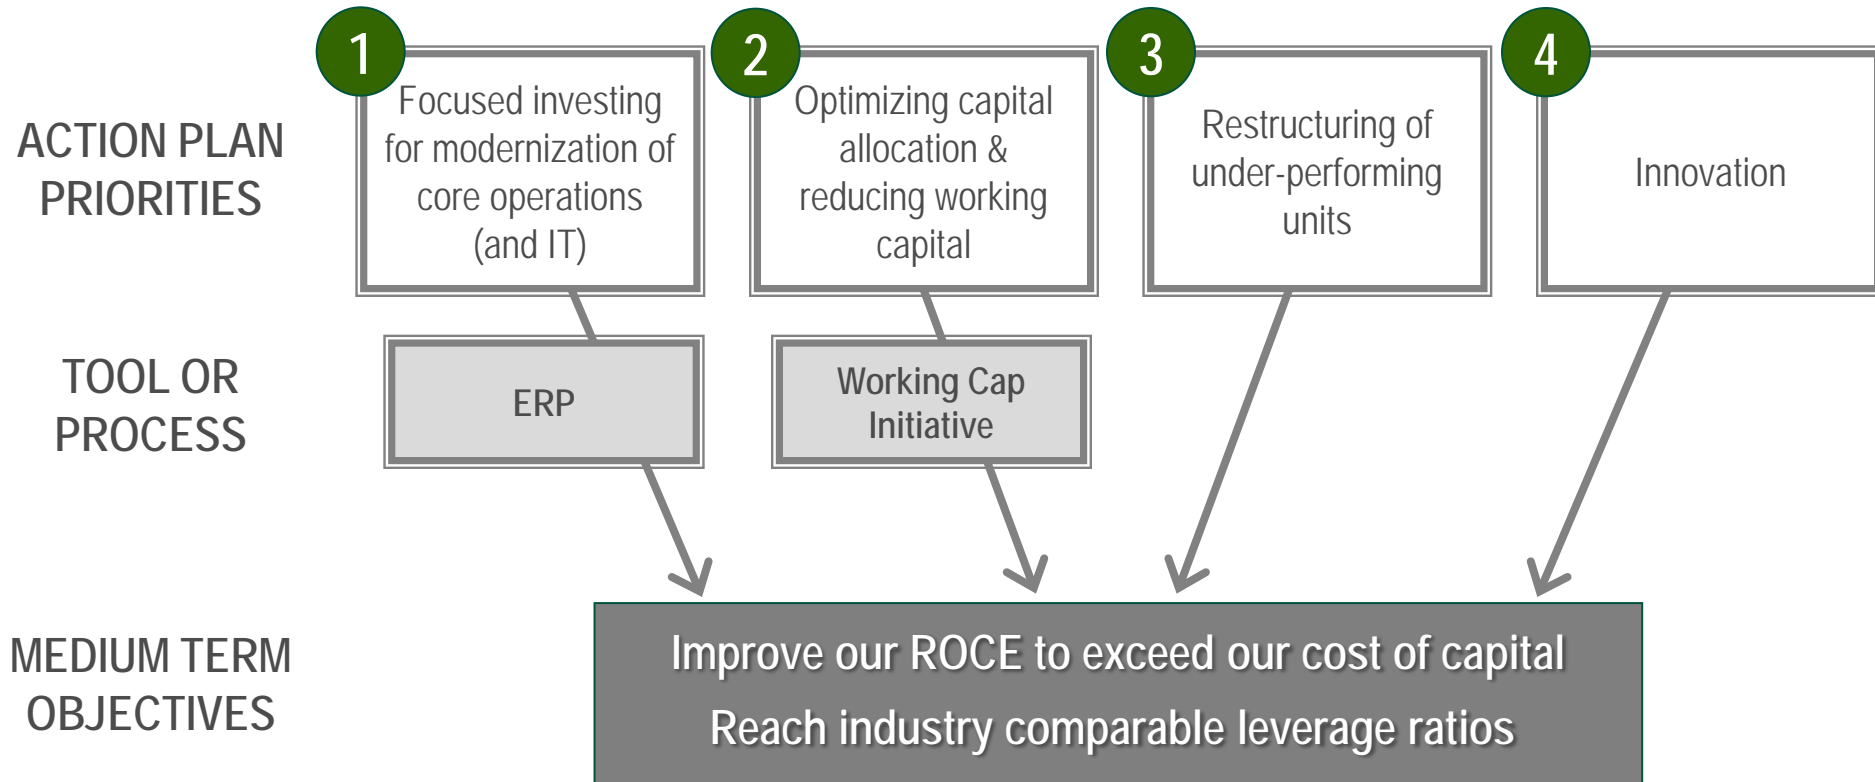 1
2
3
4
ACTION PLAN
PRIORITIES
Focused investing
for modernization of
core operations
(and IT)
Optimizing capital
allocation &
reducing working
capital
Restructuring of
under-performing
units
Innovation
TOOL OR
PROCESS
ERP
Working Cap
Initiative
MEDIUM TERM
OBJECTIVES
Improve our ROCE to exceed our cost of capital
Reach industry comparable leverage ratios